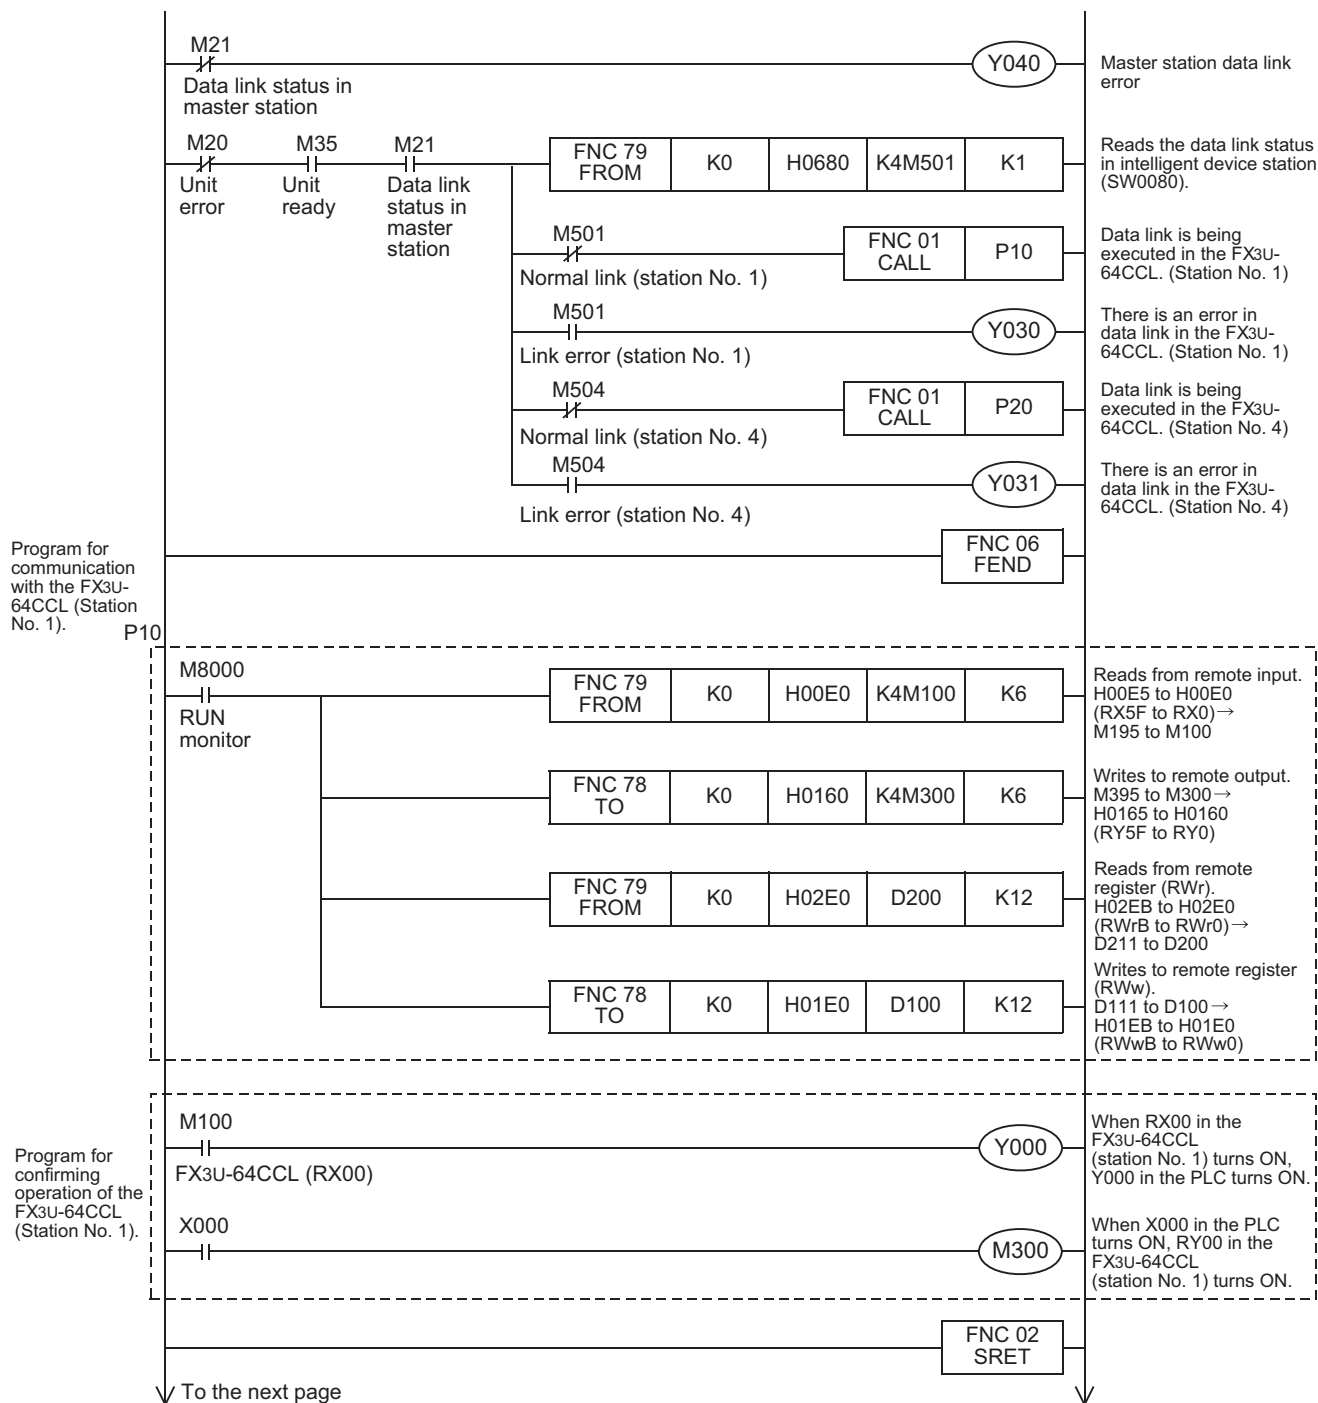 M21
Y040
Data link status in
master station
Master station data link
error
M20
M35
M21
FNC 79
FROM
K0
H0680
K4M501
K1
Unit
error
Unit
ready
Data link
status in
master
station
Reads the data link status
in intelligent device station
(SW0080).
M501
FNC 01
CALL
P10
Normal link (station No. 1)
Data link is being
executed in the FX3U-
64CCL. (Station No. 1)
M501
Y030
Link error (station No. 1)
There is an error in
data link in the FX3U-
64CCL. (Station No. 1)
M504
FNC 01
CALL
P20
Normal link (station No. 4)
Data link is being
executed in the FX3U-
64CCL. (Station No. 4)
M504
Y031
Link error (station No. 4)
There is an error in
data link in the FX3U-
64CCL. (Station No. 4)
FNC 06
FEND
Program for
communication
with the FX3U-
64CCL (Station
No. 1).
P10
M8000
RUN
monitor
FNC 79
FROM
K0
H00E0
K4M100
K6
Reads from remote input.
H00E5 to H00E0
(RX5F to RX0)→
M195 to M100
FNC 78
TO
K0
H0160
K4M300
K6
Writes to remote output.
M395 to M300→
H0165 to H0160
(RY5F to RY0)
FNC 79
FROM
K0
H02E0
D200
K12
Reads from remote
register (RWr).
H02EB to H02E0
(RWrB to RWr0)→
D211 to D200
FNC 78
TO
K0
H01E0
D100
K12
Writes to remote register
(RWw).
D111 to D100→
H01EB to H01E0
(RWwB to RWw0)
Program for
confirming
operation of the
FX3U-64CCL
(Station No. 1).
M100
Y000
FX3U-64CCL (RX00)
When RX00 in the
FX3U-64CCL
(station No. 1) turns ON,
Y000 in the PLC turns ON.
X000
M300
When X000 in the PLC
turns ON, RY00 in the
FX3U-64CCL
(station No. 1) turns ON.
FNC 02
SRET
To the next page